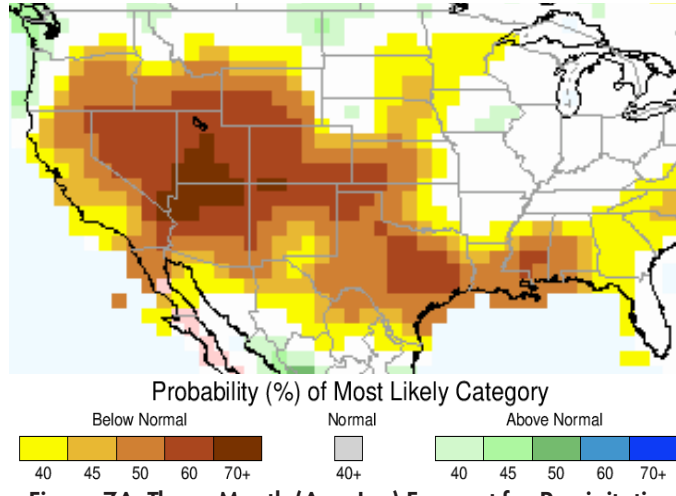 Probability (%) of Most Likely Category
Below Normal Normal Above Normal
40 45 50 60 70+ 40+ 40 45 50 60 70+